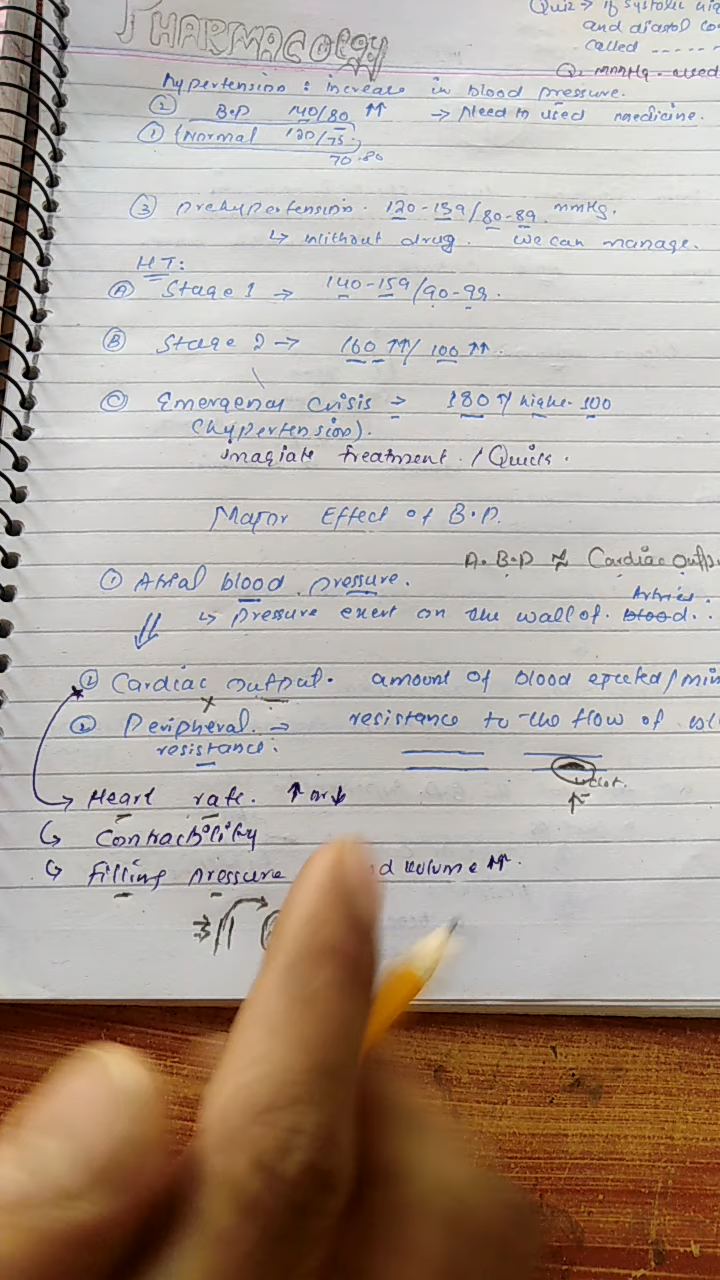 PHARMACOLOGY
Quiz → if systolic
and diastol
called ------
Q. mmHg. used
Hypertension : increase in blood pressure.
② B.P 140/80 ↑↑ → Need to used medicine.
① (Normal 120/75.
70-80
③ prehypertension. 120-139/80-89 mmHg.
↳ without drug. we can manage.
HT:
Ⓐ Stage 1 → 140-159/90-99.
Ⓑ Stage 2 → 160 ↑↑/ 100 ↑↑.
Ⓒ Emergency Crisis → 180 / highe. 100
(hypertension).
imagiate treatment. / Quick.
Major Effect of B.P.
A.B.P ≉ Cardiac
① Atrial blood pressure.
Artries.
↳ pressure exert on the wall of. blood..
① Cardiac output. amount of blood ejected/min
② Peripheral → resistance to the flow of
resistance:
clot.
Heart rate. ↑ or ↓
↳ Contractility
↳ filling pressure volume ↑↑.